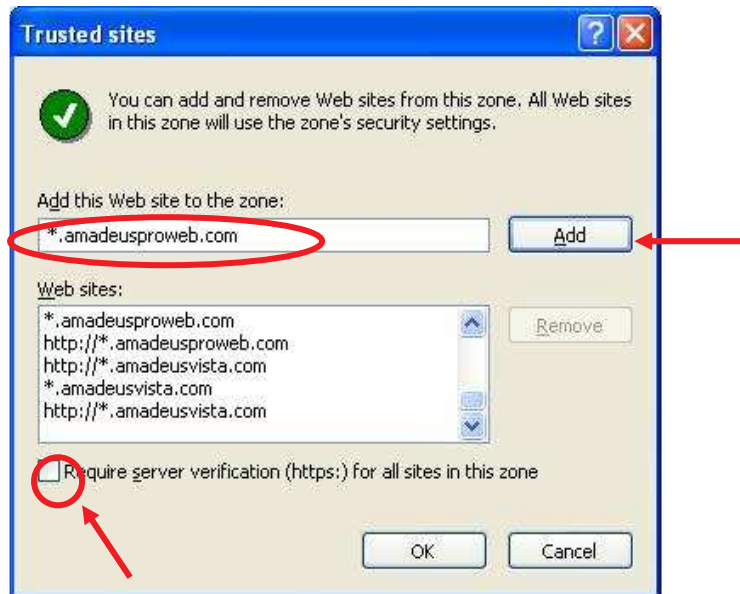 Trusted sites
You can add and remove Web sites from this zone. All Web sites
in this zone will use the zone's security settings.
Add this Web site to the zone:
*.amadeusproweb.com
Add
Web sites:
*.amadeusproweb.com
http://*.amadeusproweb.com
http://*.amadeusvista.com
*.amadeusvista.com
http://*.amadeusvista.com
Remove
Require server verification (https:) for all sites in this zone
OK
Cancel